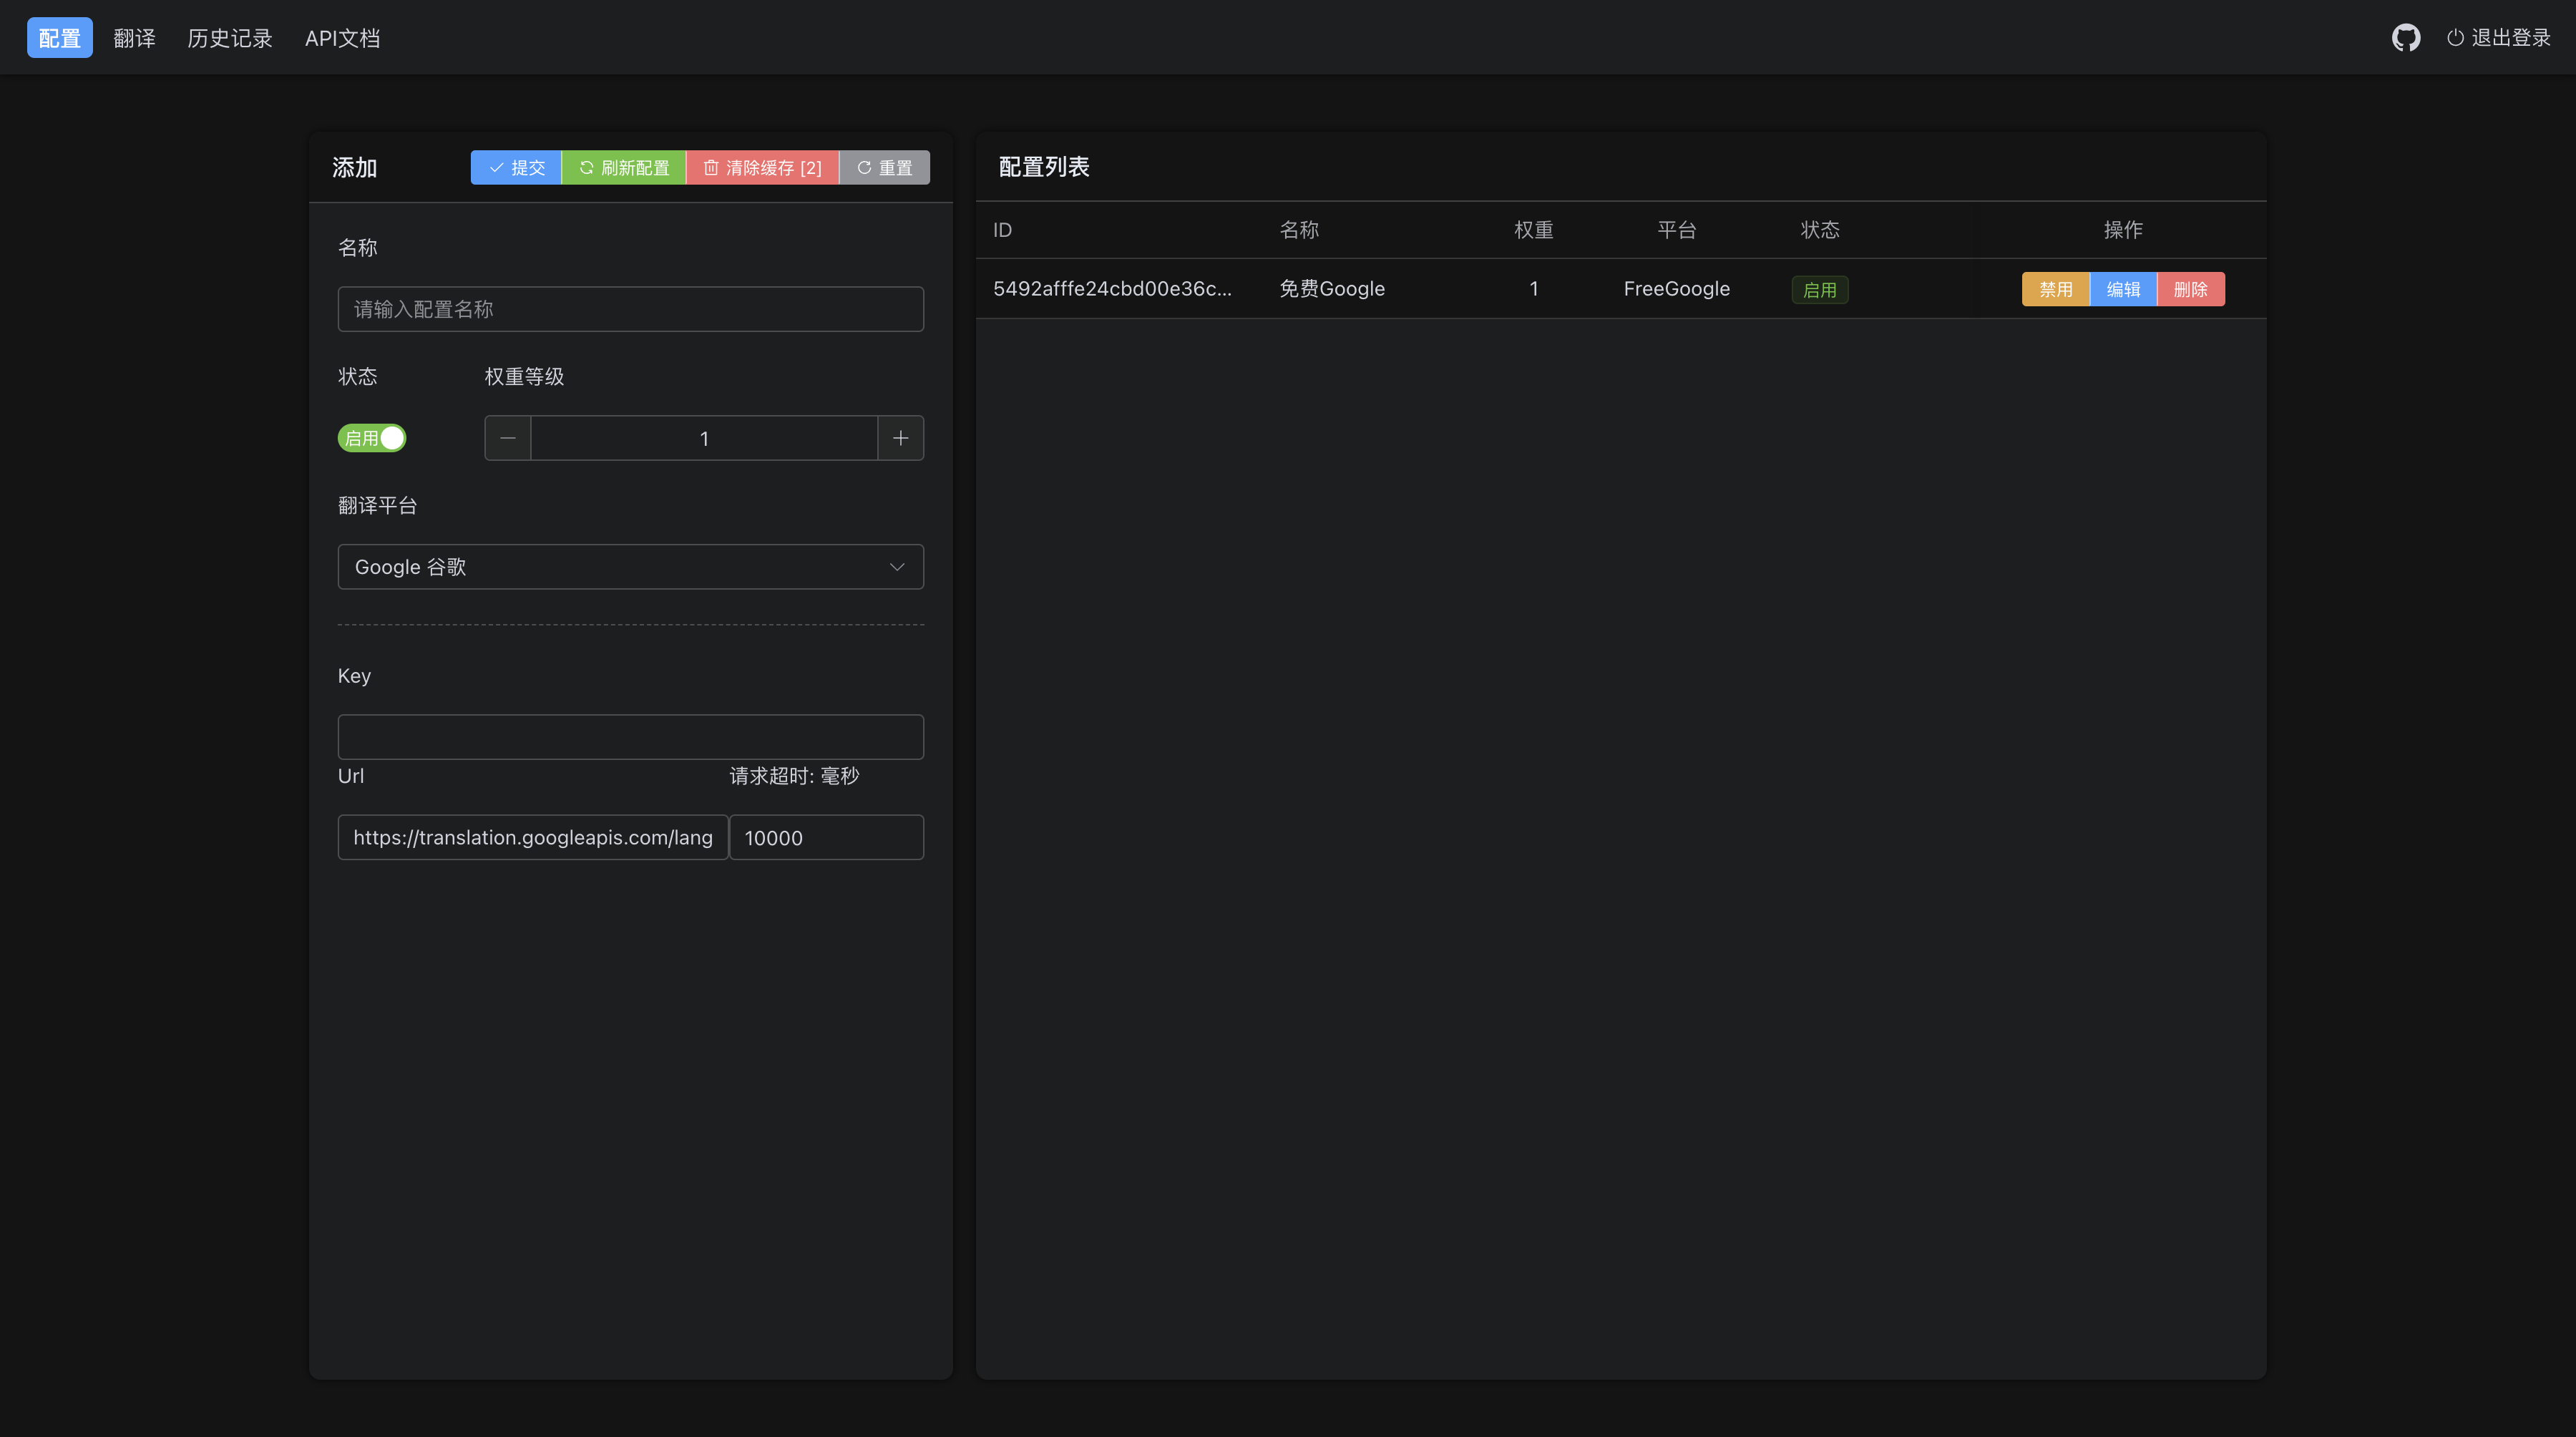 配置 翻译 历史记录 API文档 退出登录
添加 提交 刷新配置 清除缓存 [2] 重置
名称
请输入配置名称
状态 权重等级
启用 1
翻译平台
Google 谷歌
Key
Url 请求超时: 毫秒
https://translation.googleapis.com/lang 10000
配置列表
ID 名称 权重 平台 状态 操作
5492afffe24cbd00e36c... 免费Google 1 FreeGoogle 启用 禁用 编辑 删除